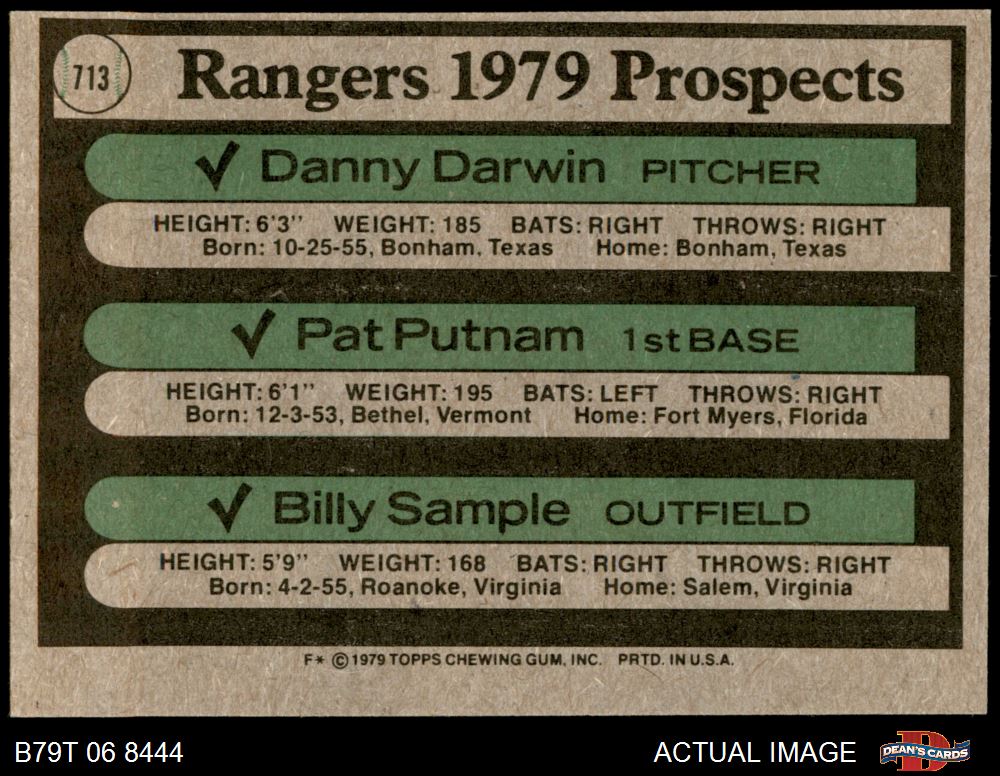 713
Rangers 1979 Prospects
✓ Danny Darwin PITCHER
HEIGHT: 6'3" WEIGHT: 185 BATS: RIGHT THROWS: RIGHT
Born: 10-25-55, Bonham, Texas Home: Bonham, Texas
✓ Pat Putnam 1st BASE
HEIGHT: 6'1" WEIGHT: 195 BATS: LEFT THROWS: RIGHT
Born: 12-3-53, Bethel, Vermont Home: Fort Myers, Florida
✓ Billy Sample OUTFIELD
HEIGHT: 5'9" WEIGHT: 168 BATS: RIGHT THROWS: RIGHT
Born: 4-2-55, Roanoke, Virginia Home: Salem, Virginia
F* © 1979 TOPPS CHEWING GUM, INC. PRTD. IN U.S.A.
B79T 06 8444
ACTUAL IMAGE
D
DEAN'S CARDS